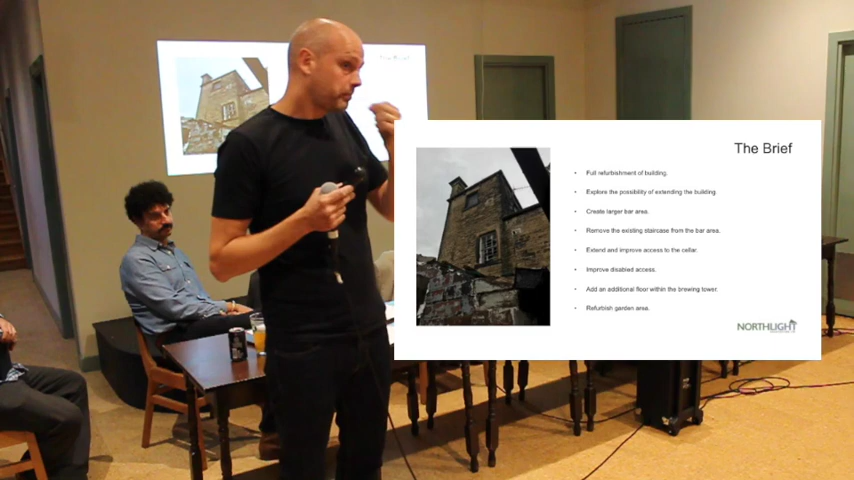 The Brief
The Brief
• Full refurbishment of building.
• Explore the possibility of extending the building
• Create larger bar area.
• Remove the existing staircase from the bar area.
• Extend and improve access to the cellar.
• Improve disabled access.
• Add an additional floor within the brewing tower.
• Refurbish garden area.
NORTHLIGHT